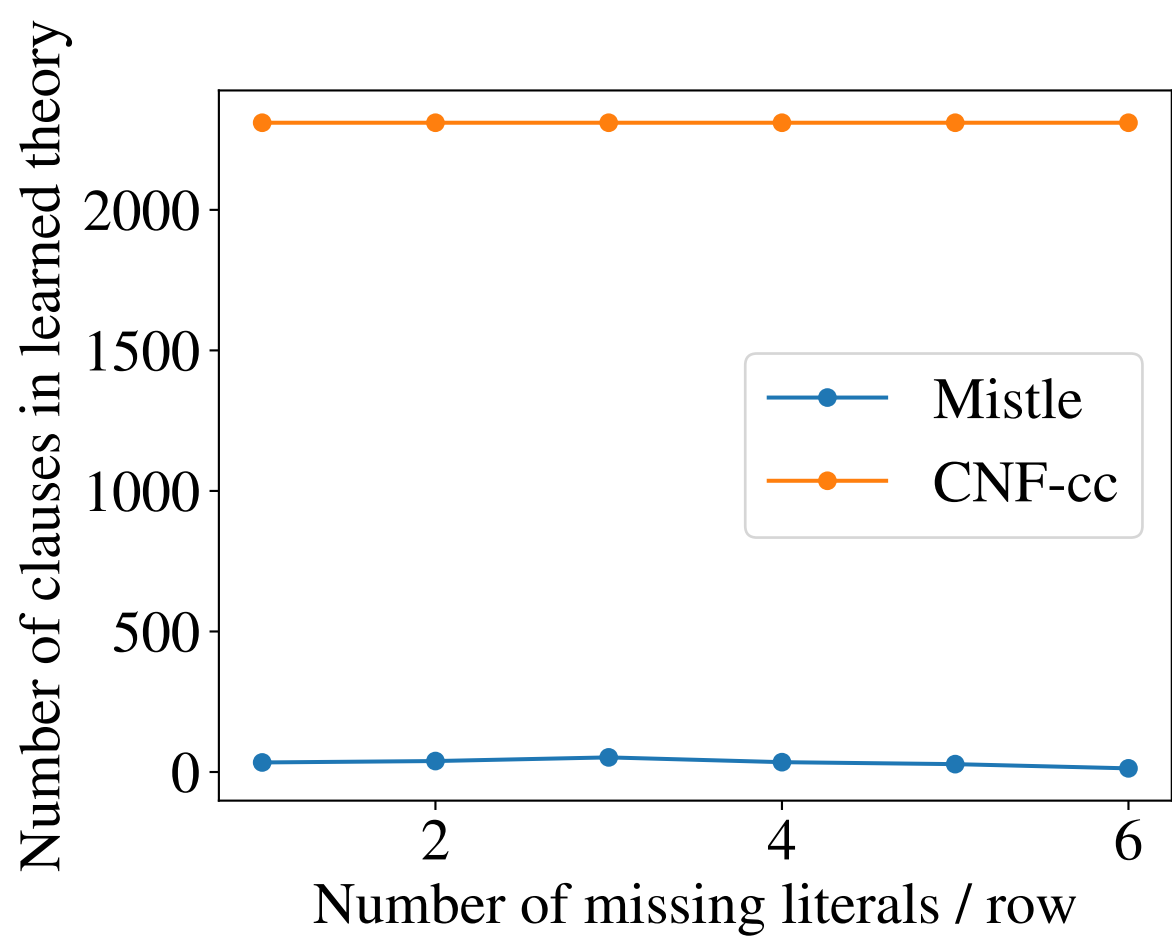 Number of clauses in learned theory
2000
1500
1000
500
0
Mistle
CNF-cc
2
4
6
Number of missing literals / row